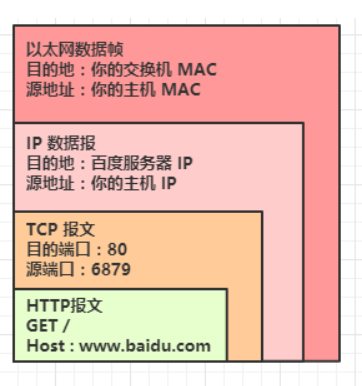 以太网数据帧
目的地：你的交换机 MAC
源地址：你的主机 MAC
IP 数据报
目的地：百度服务器 IP
源地址：你的主机 IP
TCP 报文
目的端口：80
源端口：6879
HTTP报文
GET /
Host : www.baidu.com